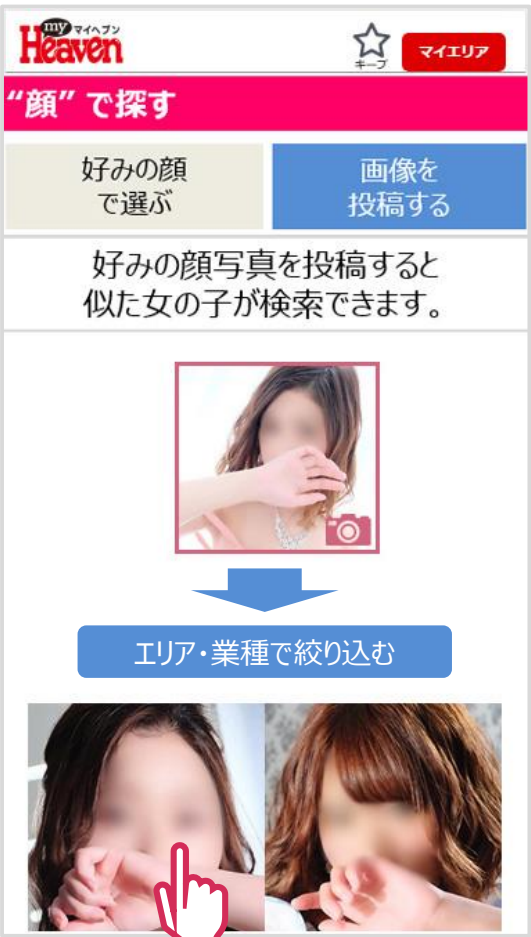 my マイヘブン
Heaven
キープ
マイエリア
“顔” で探す
好みの顔
で選ぶ
画像を
投稿する
好みの顔写真を投稿すると
似た女の子が検索できます。
エリア・業種で絞り込む